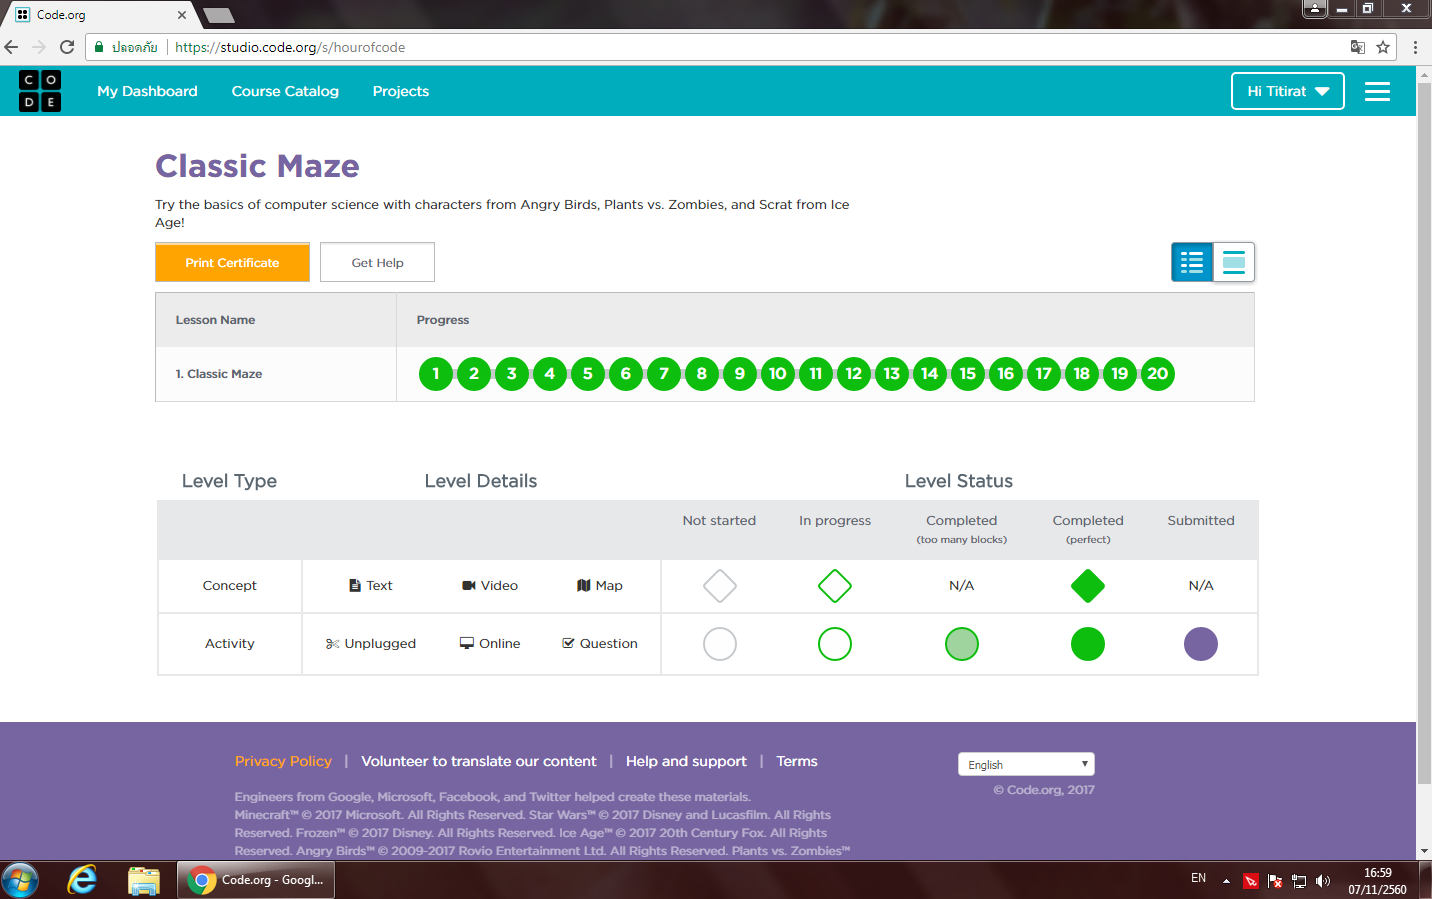 Code.org
ปลอดภัย
https://studio.code.org/s/hourofcode
C O
D E
My Dashboard
Course Catalog
Projects
Hi Titirat
Classic Maze
Try the basics of computer science with characters from Angry Birds, Plants vs. Zombies, and Scrat from Ice
Age!
Print Certificate
Get Help
Lesson Name
Progress
1. Classic Maze
1 2 3 4 5 6 7 8 9 10 11 12 13 14 15 16 17 18 19 20
Level Type
Level Details
Level Status
Not started
In progress
Completed
(too many blocks)
Completed
(perfect)
Submitted
Concept
Text
Video
Map
N/A
N/A
Activity
Unplugged
Online
Question
Privacy Policy | Volunteer to translate our content | Help and support | Terms
English
© Code.org, 2017
Engineers from Google, Microsoft, Facebook, and Twitter helped create these materials.
Minecraft™ © 2017 Microsoft. All Rights Reserved. Star Wars™ © 2017 Disney and Lucasfilm. All Rights
Reserved. Frozen™ © 2017 Disney. All Rights Reserved. Ice Age™ © 2017 20th Century Fox. All Rights
Reserved. Angry Birds™ © 2009-2017 Rovio Entertainment Ltd. All Rights Reserved. Plants vs. Zombies™
Code.org - Googl...
EN
16:59
07/11/2560